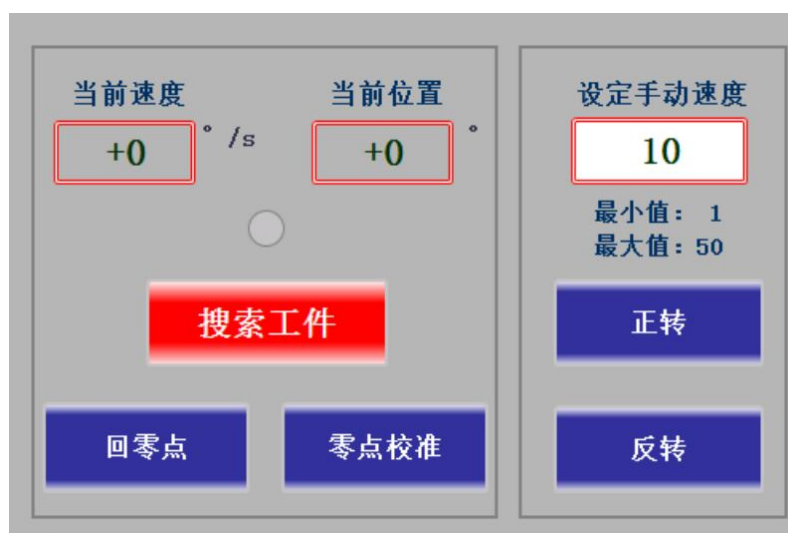 当前速度
当前位置
+0 ° /s
+0 °
搜索工件
回零点
零点校准
设定手动速度
10
最小值： 1
最大值：50
正转
反转